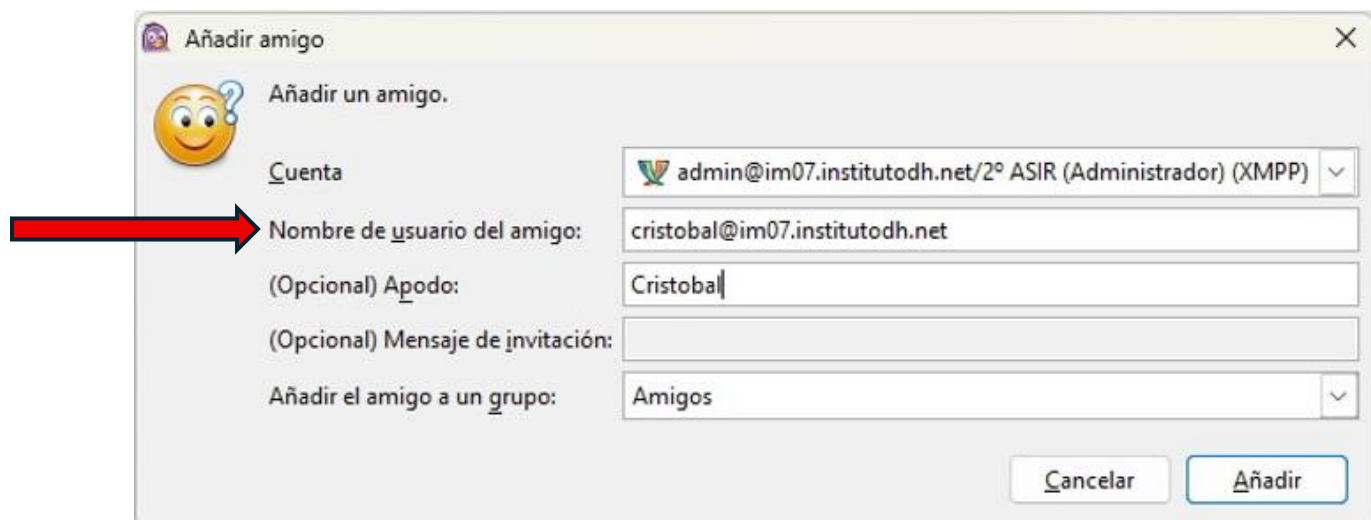 Añadir amigo
Añadir un amigo.
Cuenta
admin@im07.institutodh.net/2º ASIR (Administrador) (XMPP)
Nombre de usuario del amigo:
cristobal@im07.institutodh.net
(Opcional) Apodo:
Cristobal
(Opcional) Mensaje de invitación:
Añadir el amigo a un grupo:
Amigos
Cancelar
Añadir